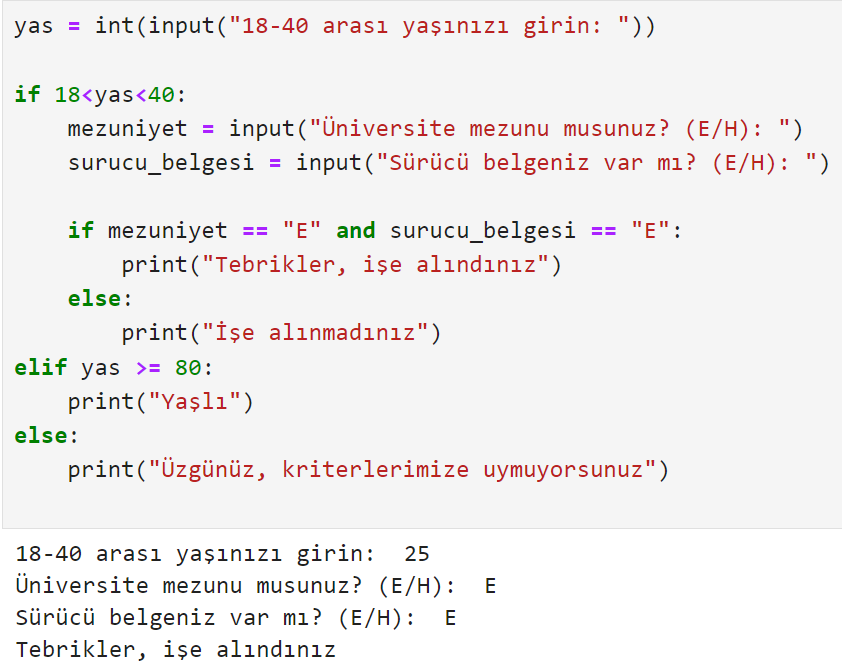 yas = int(input("18-40 arası yaşınızı girin: "))
if 18<yas<40:
    mezuniyet = input("Üniversite mezunu musunuz? (E/H): ")
    surucu_belgesi = input("Sürücü belgeniz var mı? (E/H): ")
    if mezuniyet == "E" and surucu_belgesi == "E":
        print("Tebrikler, işe alındınız")
    else:
        print("İşe alınmadınız")
elif yas >= 80:
    print("Yaşlı")
else:
    print("Üzgünüz, kriterlerimize uymuyorsunuz")
18-40 arası yaşınızı girin:  25
Üniversite mezunu musunuz? (E/H):  E
Sürücü belgeniz var mı? (E/H):  E
Tebrikler, işe alındınız